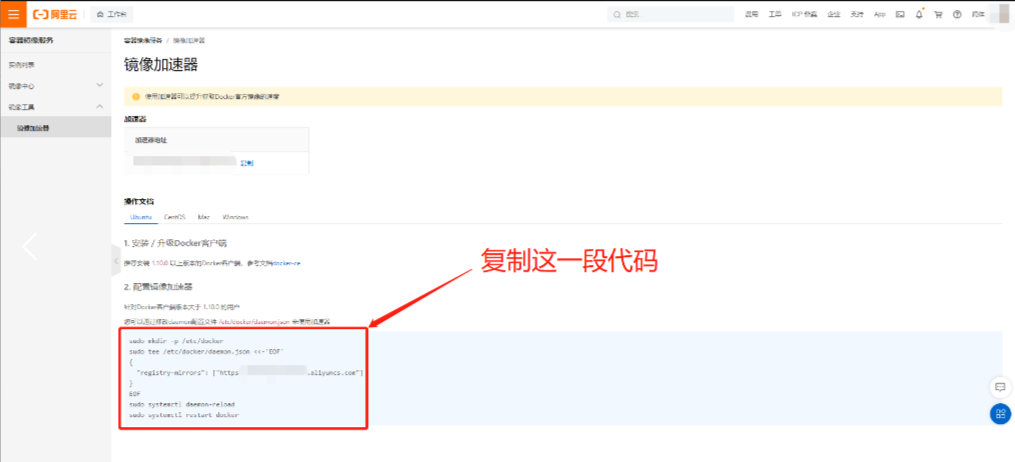 阿里云
工作台
搜索...
费用 工单 ICP 备案 企业 支持 App 简体
容器镜像服务
容器镜像服务 / 镜像加速器
镜像加速器
实例列表
镜像中心
镜像工具
镜像加速器
使用加速器可以提升获取Docker官方镜像的速度
加速器
加速器地址
复制
操作文档
Ubuntu CentOS Mac Windows
1. 安装 / 升级Docker客户端
推荐安装 1.10.0 以上版本的Docker客户端，参考文档docker-ce
复制这一段代码
2. 配置镜像加速器
针对Docker客户端版本大于 1.10.0 的用户
您可以通过修改daemon配置文件 /etc/docker/daemon.json 来使用加速器
sudo mkdir -p /etc/docker
sudo tee /etc/docker/daemon.json <<-'EOF'
{
"registry-mirrors": ["https .aliyuncs.com"]
}
EOF
sudo systemctl daemon-reload
sudo systemctl restart docker